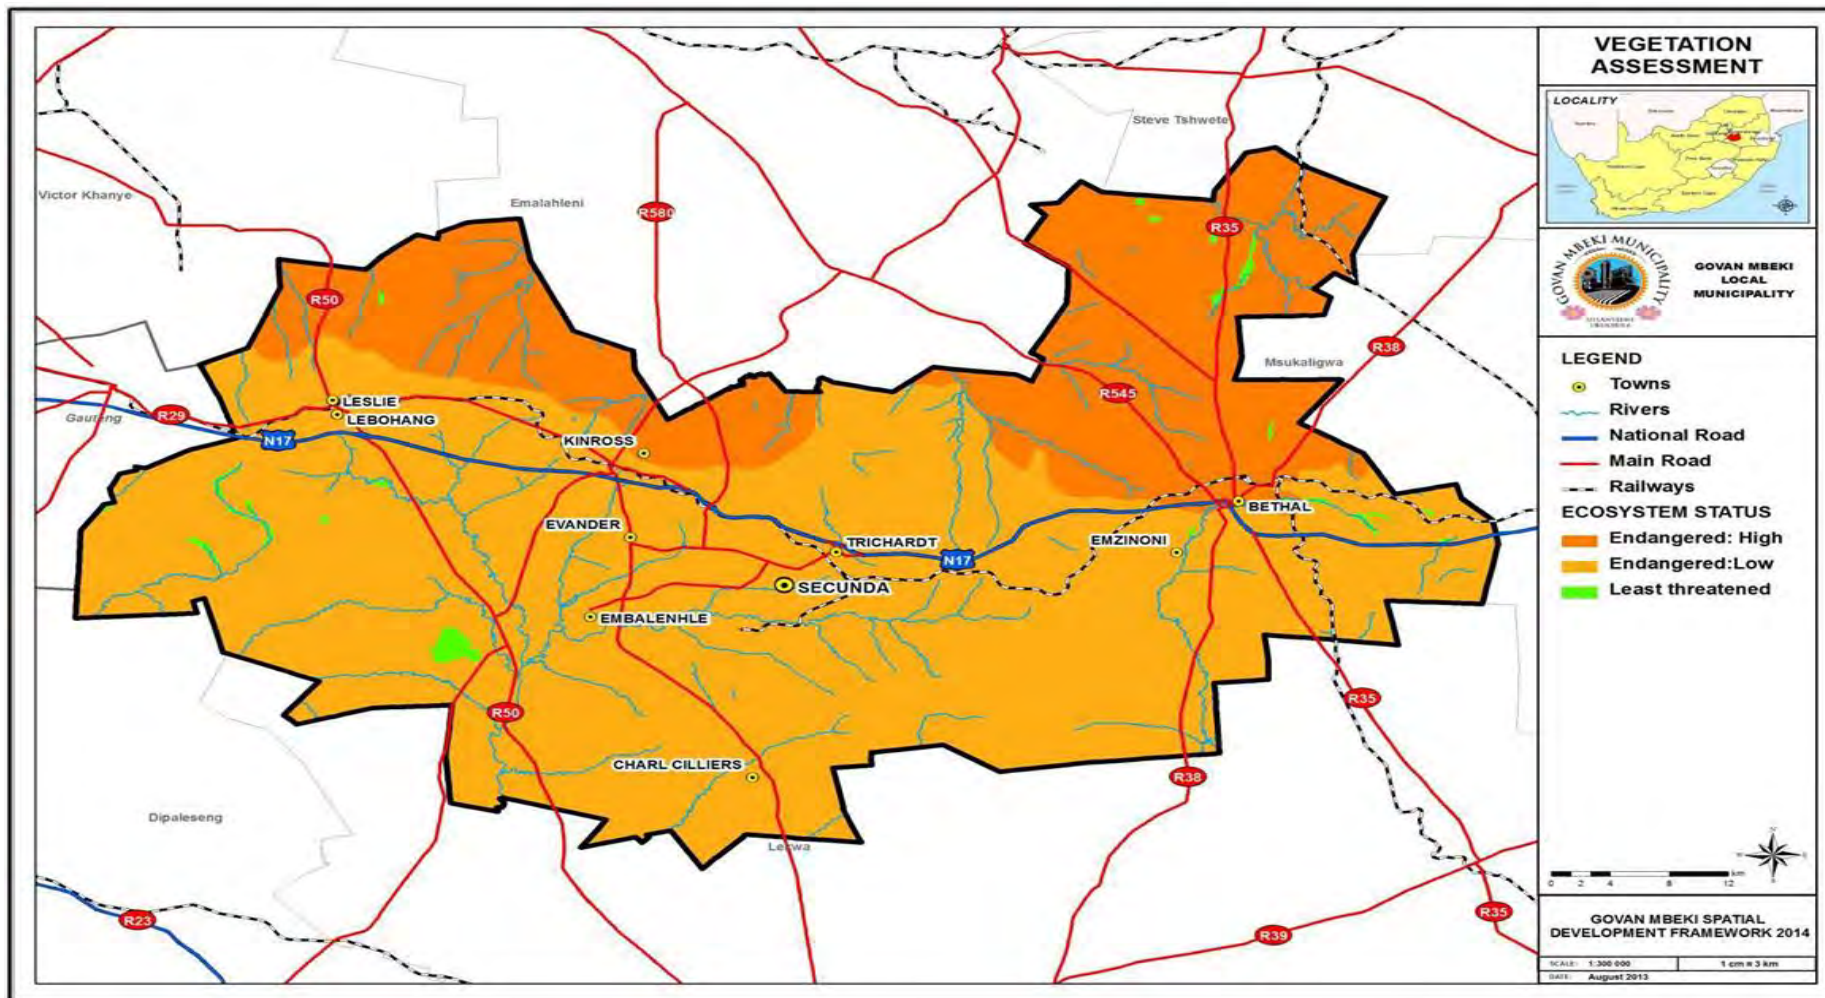 VEGETATION
ASSESSMENT
LOCALITY
GOVAN MBEKI MUNICIPALITY
GOVAN MBEKI
LOCAL
MUNICIPALITY
LEGEND
Towns
Rivers
National Road
Main Road
Railways
ECOSYSTEM STATUS
Endangered: High
Endangered:Low
Least threatened
km
0 2 4 8 12
GOVAN MBEKI SPATIAL
DEVELOPMENT FRAMEWORK 2014
SCALE: 1:300 000
1 cm = 3 km
DATE: August 2013
Steve Tshwete
Victor Khanye
Emalahleni
R580
R35
R50
Msukaligwa
R38
R545
LESLIE
Gauteng
R29
LEBOHANG
N17
KINROSS
BETHAL
EVANDER
TRICHARDT
EMZINONI
N17
SECUNDA
EMBALENHLE
R35
R50
CHARL CILLIERS
R38
Dipaleseng
Lekwa
R23
R39
R35